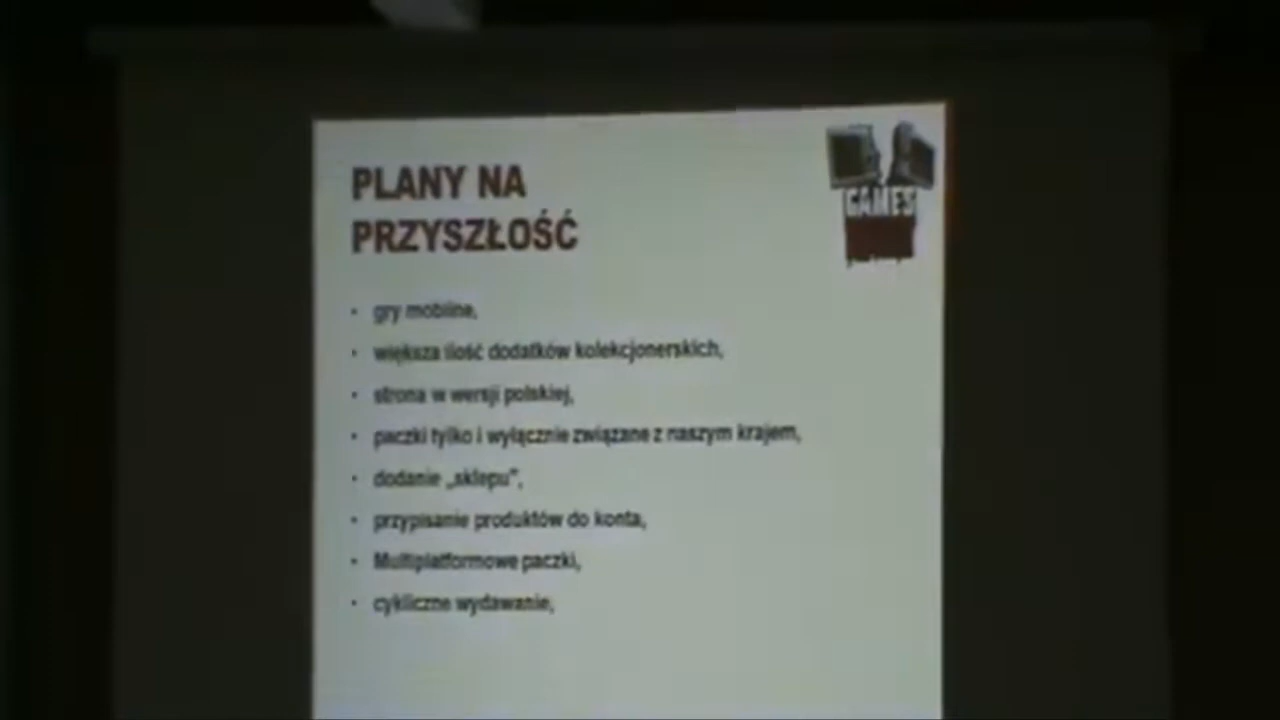 PLANY NA
PRZYSZŁOŚĆ
GAMES
• gry mobilne,
• większa ilość dodatków kolekcjonerskich,
• strona w wersji polskiej,
• paczki tylko i wyłącznie związane z naszym krajem,
• dodanie „sklepu”,
• przypisanie produktów do konta,
• Multiplatformowe paczki,
• cykliczne wydawanie,